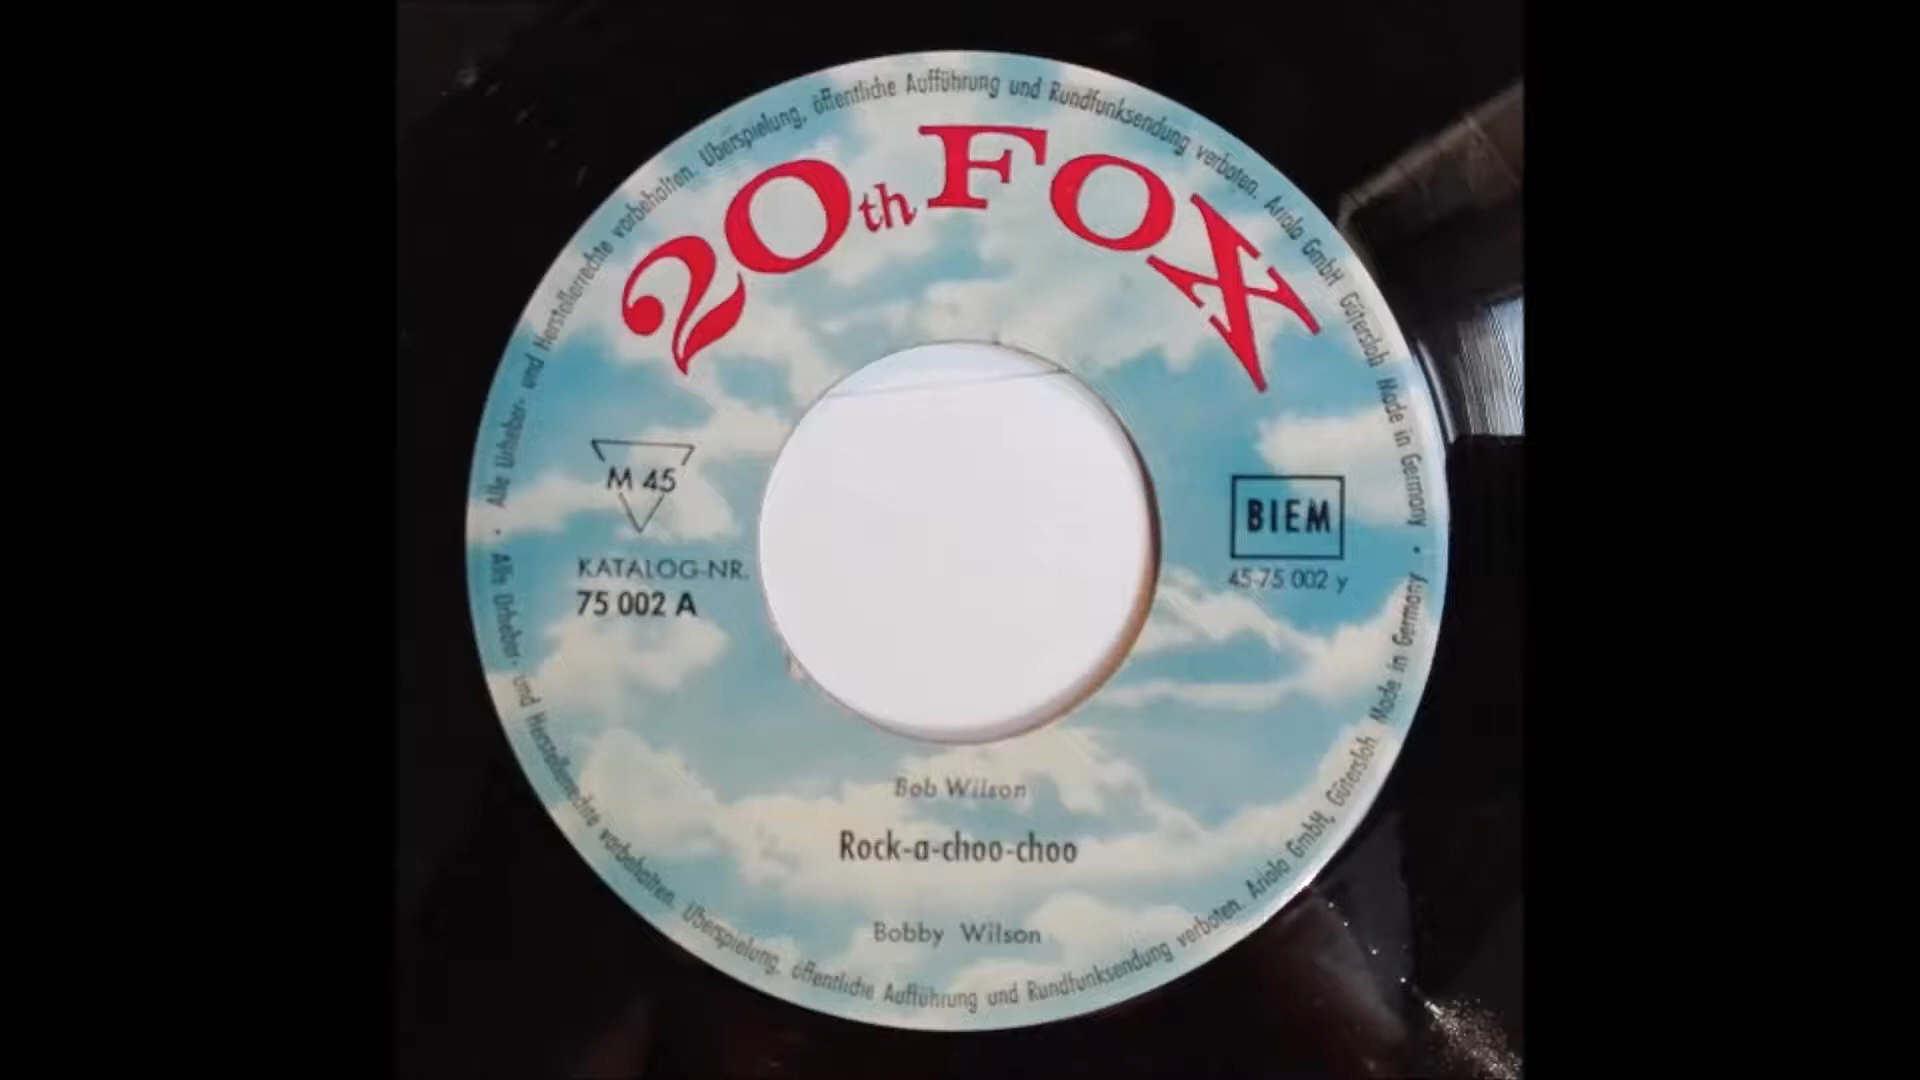 Alle Urheber- und Herstellerrechte vorbehalten. Überspielung, öffentliche Aufführung und Rundfunksendung verboten. Ariola GmbH Gütersloh Made in Germany
20th FOX
M 45
KATALOG-NR.
75 002 A
BIEM
45-75 002 y
Bob Wilson
Rock-a-choo-choo
Bobby Wilson
Alle Urheber- und Herstellerrechte vorbehalten. Uberspielung, öffentliche Aufführung und Rundfunksendung verboten. Ariola GmbH, Gütersloh Made in Germany